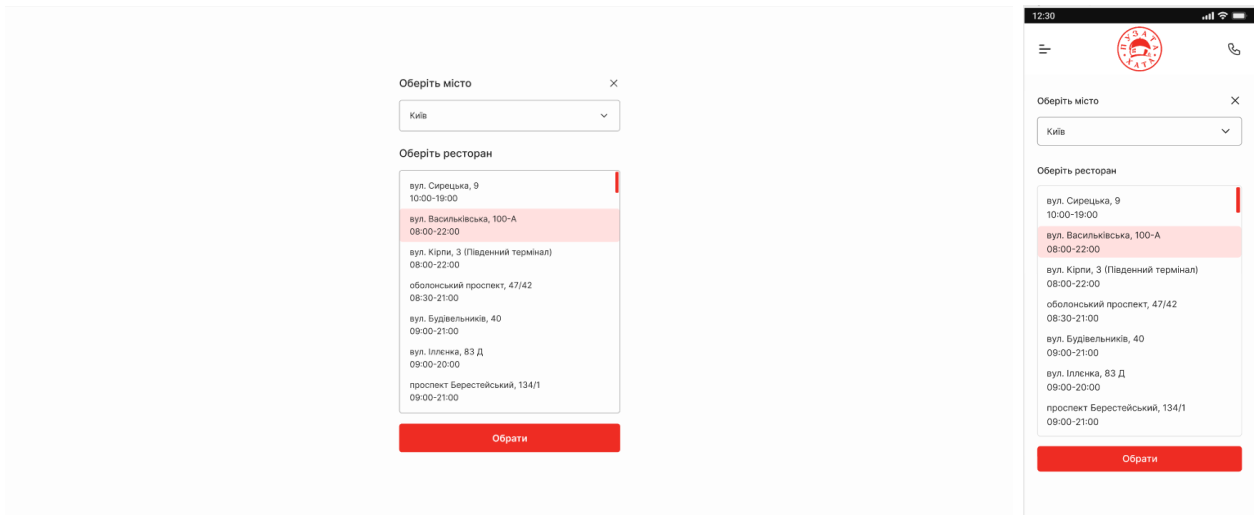 Оберіть місто
Київ
Оберіть ресторан
вул. Сирецька, 9
10:00-19:00
вул. Васильківська, 100-А
08:00-22:00
вул. Кірпи, 3 (Південний термінал)
08:00-22:00
оболонський проспект, 47/42
08:30-21:00
вул. Будівельників, 40
09:00-21:00
вул. Іллєнка, 83 Д
09:00-20:00
проспект Берестейський, 134/1
09:00-21:00
Обрати
12:30
ПУЗАТА
ХАТА
Оберіть місто
Київ
Оберіть ресторан
вул. Сирецька, 9
10:00-19:00
вул. Васильківська, 100-А
08:00-22:00
вул. Кірпи, 3 (Південний термінал)
08:00-22:00
оболонський проспект, 47/42
08:30-21:00
вул. Будівельників, 40
09:00-21:00
вул. Іллєнка, 83 Д
09:00-20:00
проспект Берестейський, 134/1
09:00-21:00
Обрати